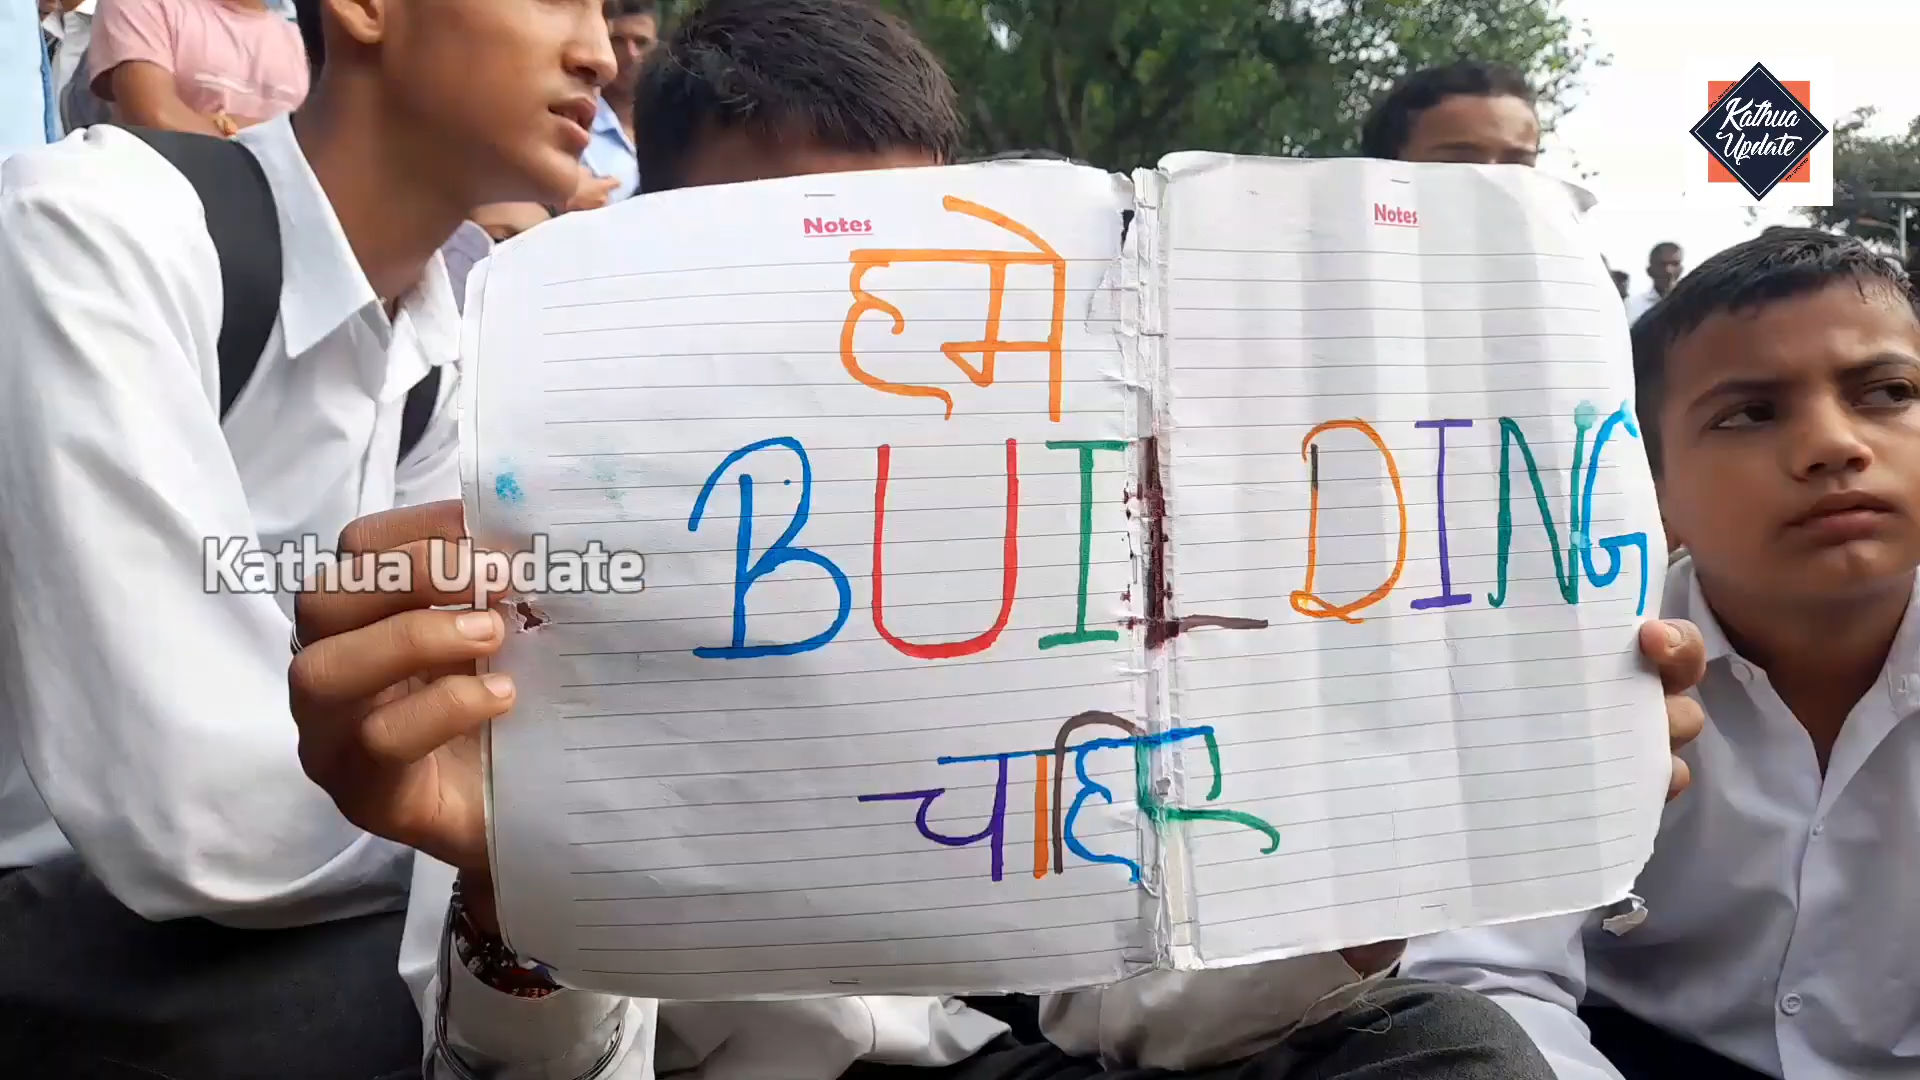 Kathua
Update
Notes
Notes
हमे
BUILDING
चाहिए
Kathua Update